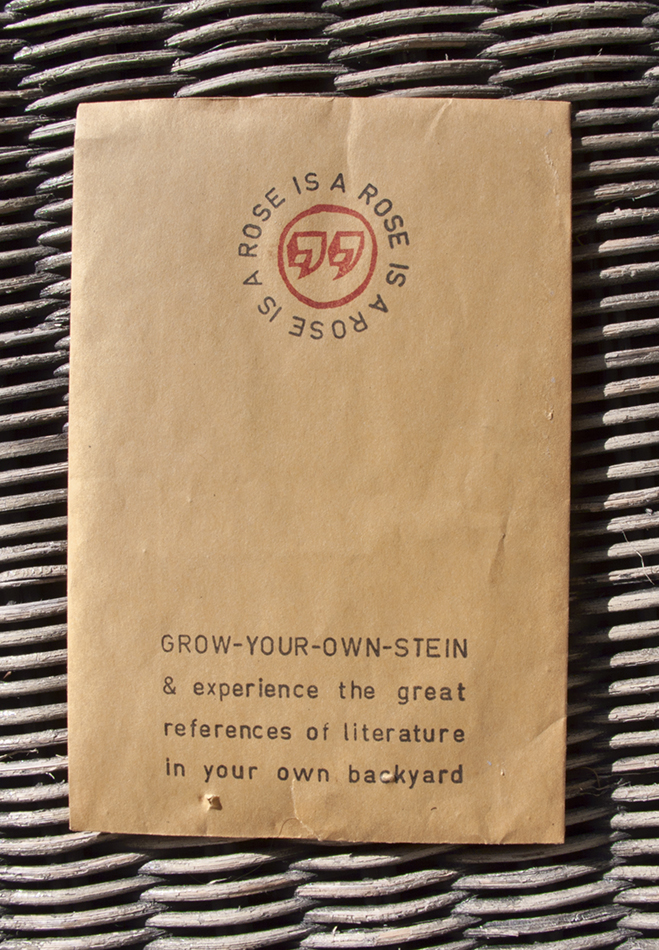 ROSE IS A ROSE IS A ROSE IS A
GROW-YOUR-OWN-STEIN
& experience the great
references of literature
in your own backyard